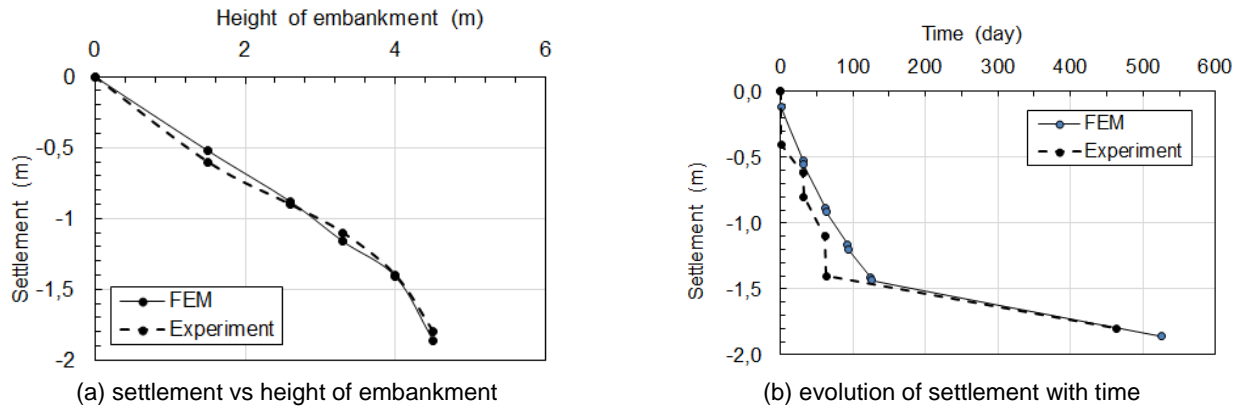 Height of embankment (m)
0 2 4 6
0
-0,5
-1
-1,5
-2
Settlement (m)
FEM
Experiment
(a) settlement vs height of embankment
Time (day)
0 100 200 300 400 500 600
0,0
-0,5
-1,0
-1,5
-2,0
Settlement (m)
FEM
Experiment
(b) evolution of settlement with time